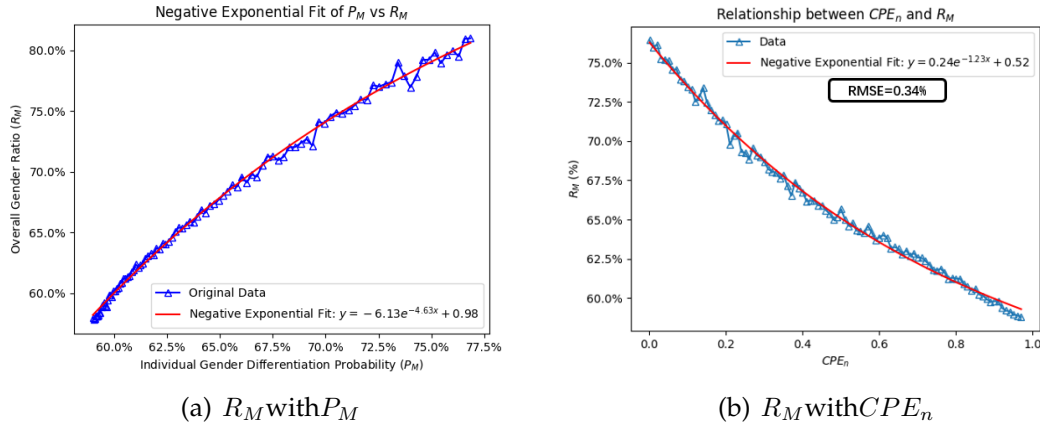 Negative Exponential Fit of $P_M$ vs $R_M$
80.0%
75.0%
70.0%
65.0%
60.0%
Overall Gender Ratio ($R_M$)
Original Data
Negative Exponential Fit: $y = -6.13e^{-4.63x} + 0.98$
60.0% 62.5% 65.0% 67.5% 70.0% 72.5% 75.0% 77.5%
Individual Gender Differentiation Probability ($P_M$)
(a) $R_M$with$P_M$
Relationship between $CPE_n$ and $R_M$
Data
Negative Exponential Fit: $y = 0.24e^{-1.23x} + 0.52$
RMSE=0.34%
75.0%
72.5%
70.0%
67.5%
65.0%
62.5%
60.0%
$R_M$ (%)
0.0 0.2 0.4 0.6 0.8 1.0
$CPE_n$
(b) $R_M$with$CPE_n$